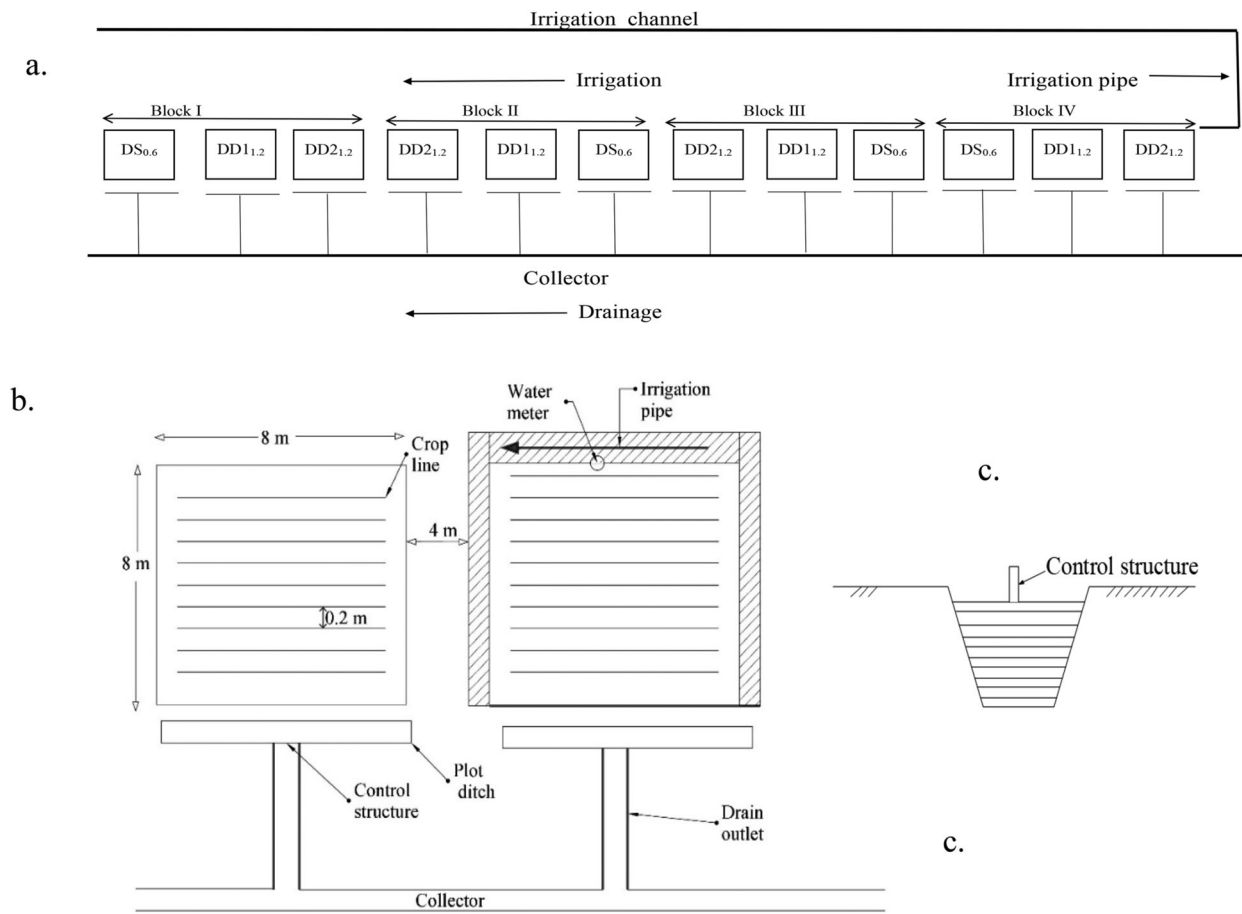 Irrigation channel
a.
Irrigation
Irrigation pipe
Block I
Block II
Block III
Block IV
DS0.6
DD11.2
DD21.2
DD21.2
DD11.2
DS0.6
DD21.2
DD11.2
DS0.6
DS0.6
DD11.2
DD21.2
Collector
Drainage
b.
Water
meter
Irrigation
pipe
8 m
Crop
line
c.
4 m
8 m
0.2 m
Control structure
Plot
ditch
Control
structure
Drain
outlet
c.
Collector